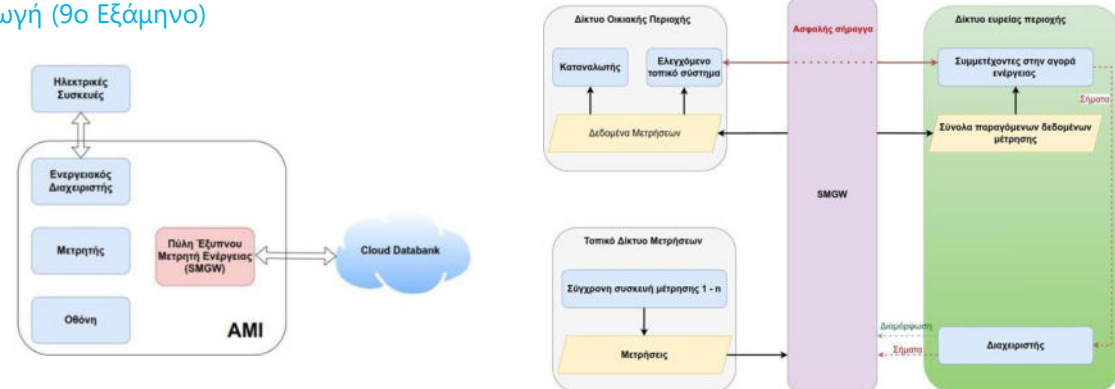 ωγή (9ο Εξάμηνο)
Ηλεκτρικές
Συσκευές
Ενεργειακός
Διαχειριστής
Μετρητής
Οθόνη
Πύλη Έξυπνου
Μετρητή Ενέργειας
(SMGW)
AMI
Cloud Databank
Δίκτυο Οικιακής Περιοχής
Καταναλωτής
Ελεγχόμενο
τοπικό σύστημα
Δεδομένα Μετρήσεων
Τοπικό Δίκτυο Μετρήσεων
Σύγχρονη συσκευή μέτρησης 1 - n
Μετρήσεις
Ασφαλής σήραγγα
SMGW
Δίκτυο ευρείας περιοχής
Συμμετέχοντες στην αγορά
ενέργειας
Σήματα
Σύνολα παραγόμενων δεδομένων
μέτρησης
Διαμόρφωση
Σήματα
Διαχειριστής